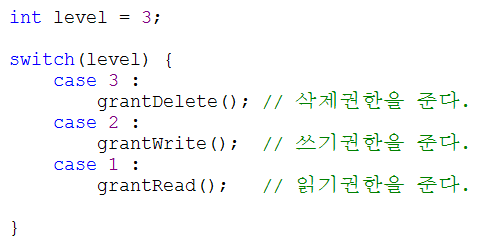 int level = 3;
switch(level) {
    case 3 :
        grantDelete(); // 삭제권한을 준다.
    case 2 :
        grantWrite();  // 쓰기권한을 준다.
    case 1 :
        grantRead();   // 읽기권한을 준다.
}